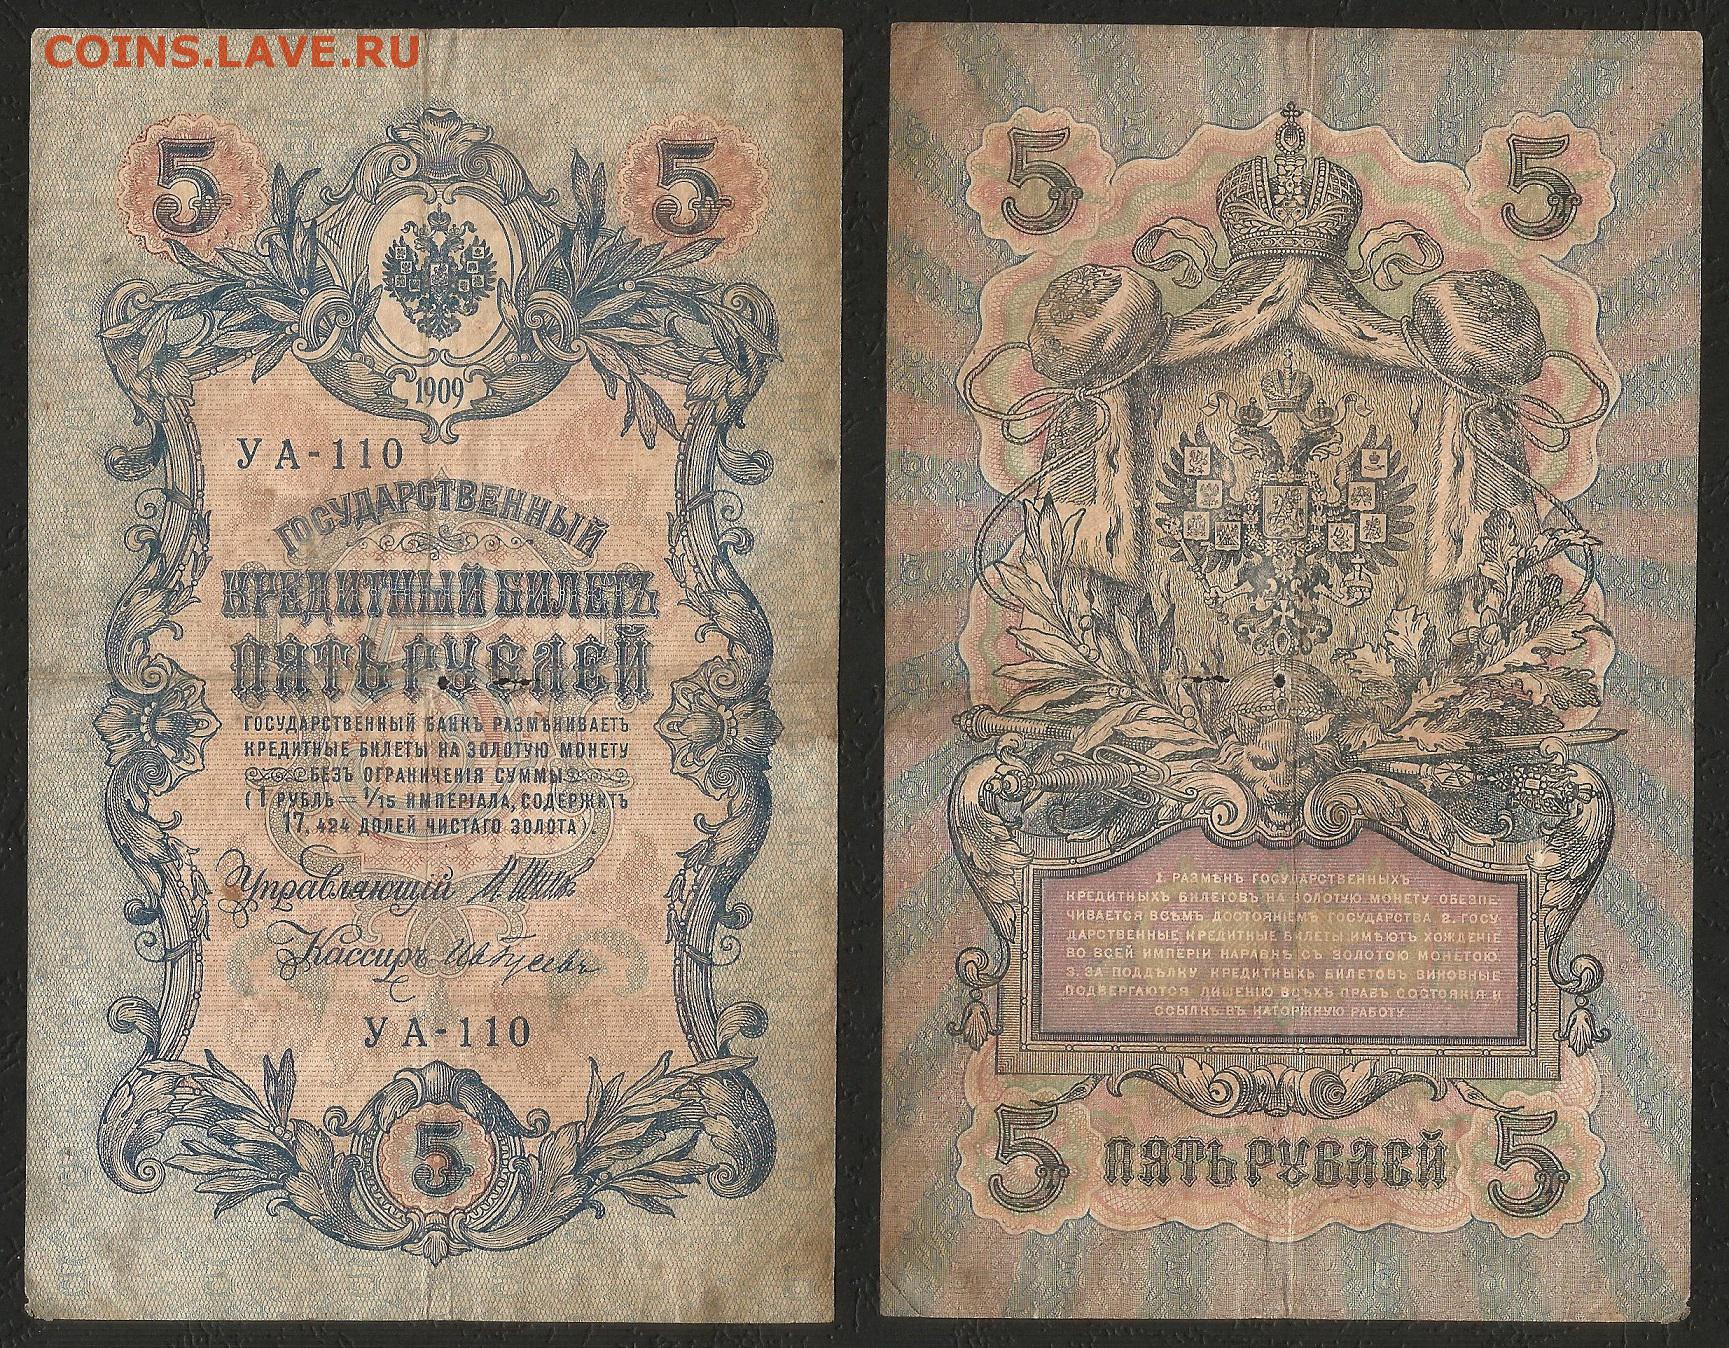 COINS.LAVE.RU
5 5
1909
УА-110
ГОСУДАРСТВЕННЫЙ
КРЕДИТНЫЙ БИЛЕТЪ
ПЯТЬ РУБЛЕЙ
ГОСУДАРСТВЕННЫЙ БАНКЪ РАЗМѢНИВАЕТЪ
КРЕДИТНЫЕ БИЛЕТЫ НА ЗОЛОТУЮ МОНЕТУ
БЕЗЪ ОГРАНИЧЕНІЯ СУММЫ
(1 РУБЛЬ = 1/15 ИМПЕРІАЛА, СОДЕРЖИТЪ
17,424 ДОЛЕЙ ЧИСТАГО ЗОЛОТА).
Управляющій И. Шиповъ
Кассиръ Ив Гусевъ
УА-110
5
5 5
1. РАЗМѢНЪ ГОСУДАРСТВЕННЫХЪ
КРЕДИТНЫХЪ БИЛЕТОВЪ НА ЗОЛОТУЮ МОНЕТУ ОБЕЗПЕ-
ЧИВАЕТСЯ ВСѢМЪ ДОСТОЯНІЕМЪ ГОСУДАРСТВА. 2. ГОСУ-
ДАРСТВЕННЫЕ КРЕДИТНЫЕ БИЛЕТЫ ИМѢЮТЪ ХОЖДЕНІЕ
ВО ВСЕЙ ИМПЕРІИ НАРАВНѢ СЪ ЗОЛОТОЮ МОНЕТОЮ.
3. ЗА ПОДДѢЛКУ КРЕДИТНЫХЪ БИЛЕТОВЪ ВИНОВНЫЕ
ПОДВЕРГАЮТСЯ ЛИШЕНІЮ ВСѢХЪ ПРАВЪ СОСТОЯНІЯ И
ССЫЛКѢ ВЪ КАТОРЖНУЮ РАБОТУ
5 ПЯТЬ РУБЛЕЙ 5